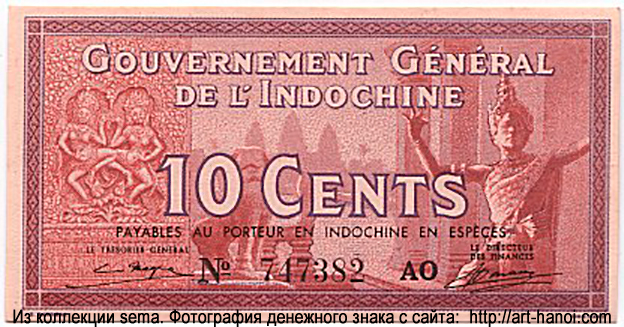 GOUVERNEMENT GÉNÉRAL
DE L'INDOCHINE
10 CENTS
PAYABLES AU PORTEUR EN INDOCHINE EN ESPÈCES
LE TRÉSORIER GÉNÉRAL
LE DIRECTEUR
DES FINANCES
No 747382 AO
Из коллекции sema. Фотография денежного знака с сайта: http://art-hanoi.com